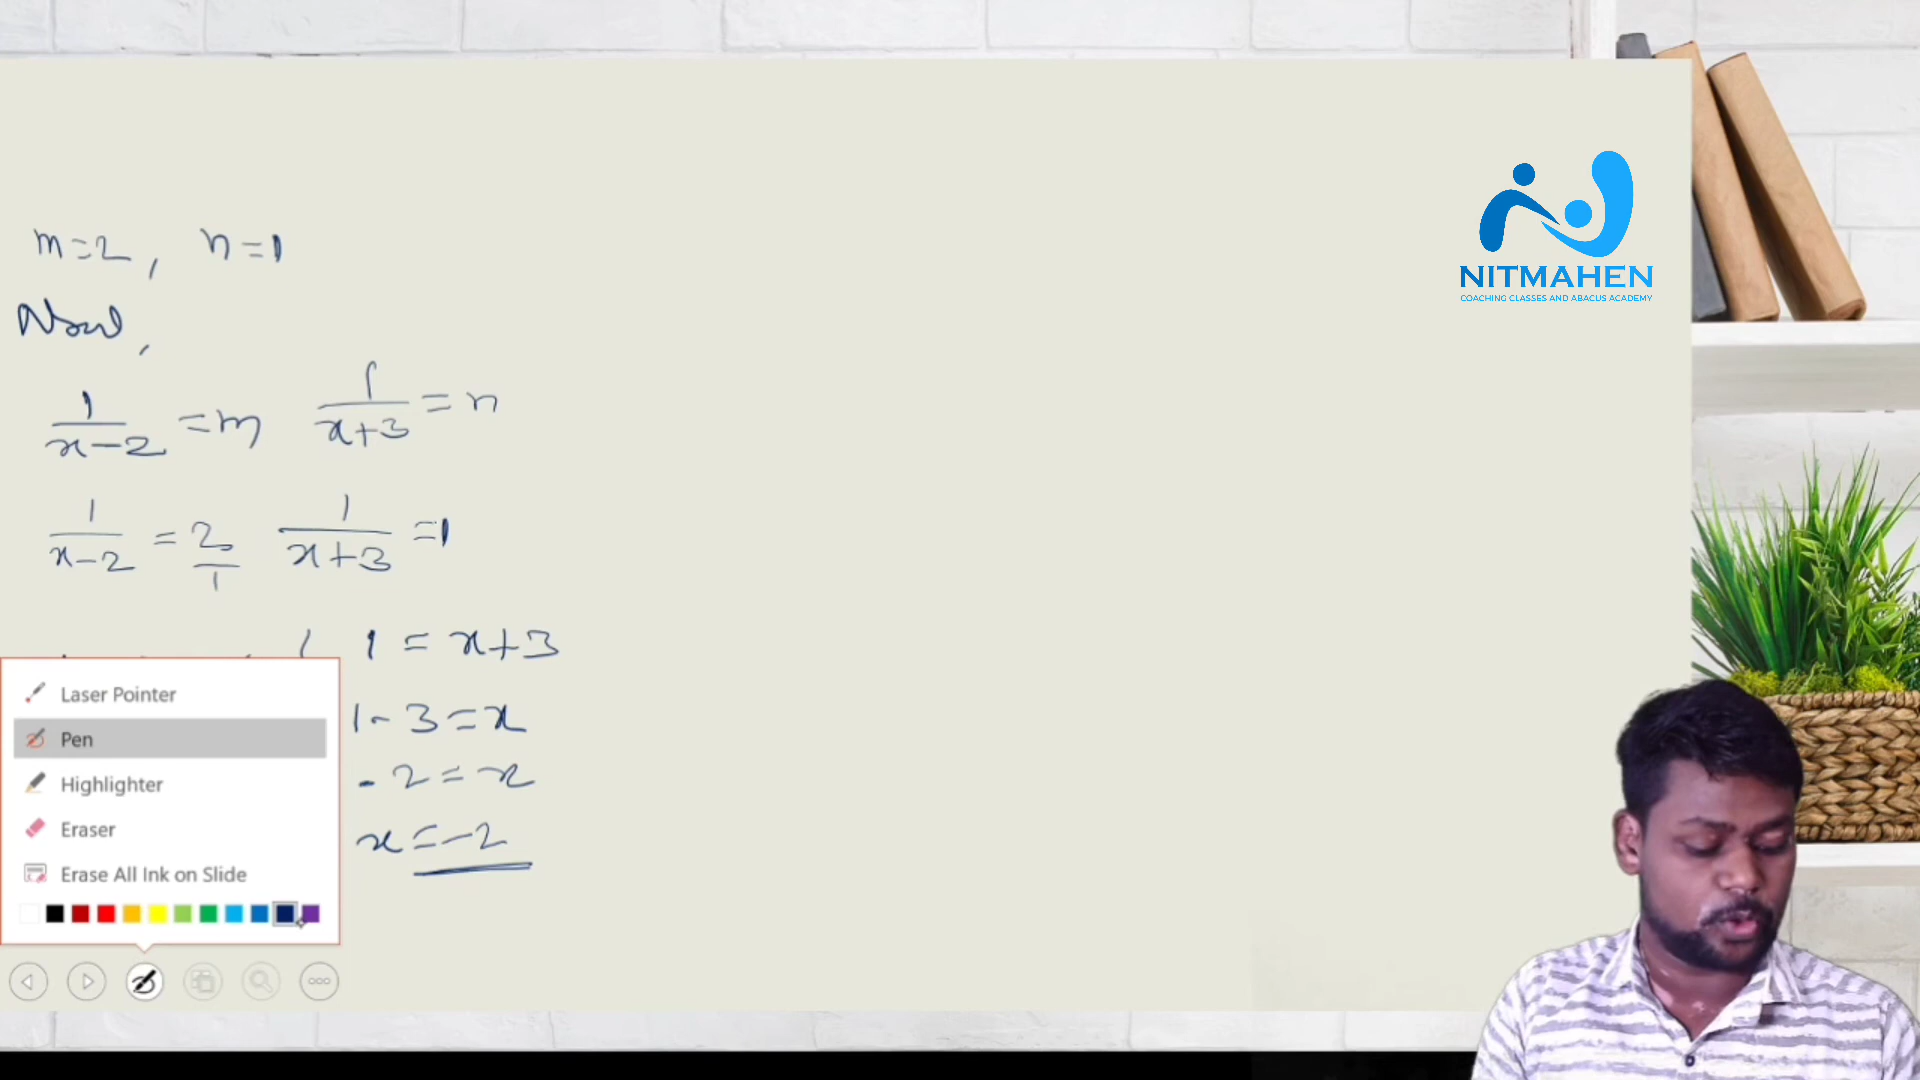 m=2, n=1
Now,
1/(x-2) = m 1/(x+3) = n
1/(x-2) = 2/1 1/(x+3) = 1
1 = x+3
1-3=x
-2=x
x=-2
Laser Pointer
Pen
Highlighter
Eraser
Erase All Ink on Slide
NITMAHEN
COACHING CLASSES AND ABACUS ACADEMY